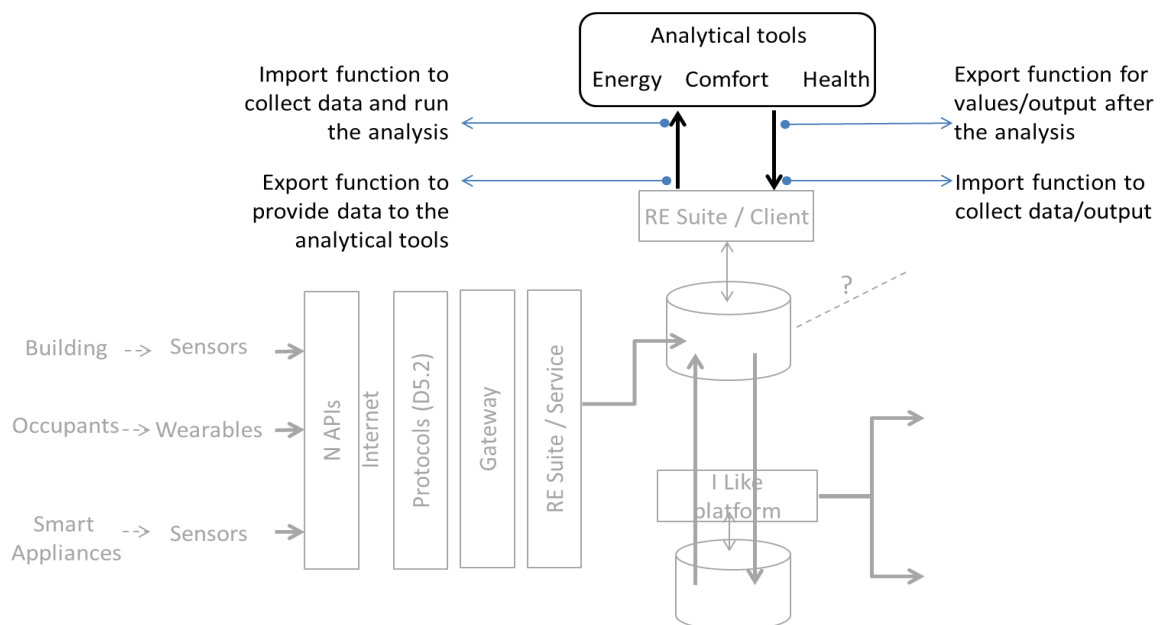 Analytical tools
Energy Comfort Health
Import function to
collect data and run
the analysis
Export function for
values/output after
the analysis
Export function to
provide data to the
analytical tools
Import function to
collect data/output
RE Suite / Client
?
Building
Sensors
Occupants
Wearables
Smart
Appliances
Sensors
N APIs
Internet
Protocols (D5.2)
Gateway
RE Suite / Service
I Like
platform